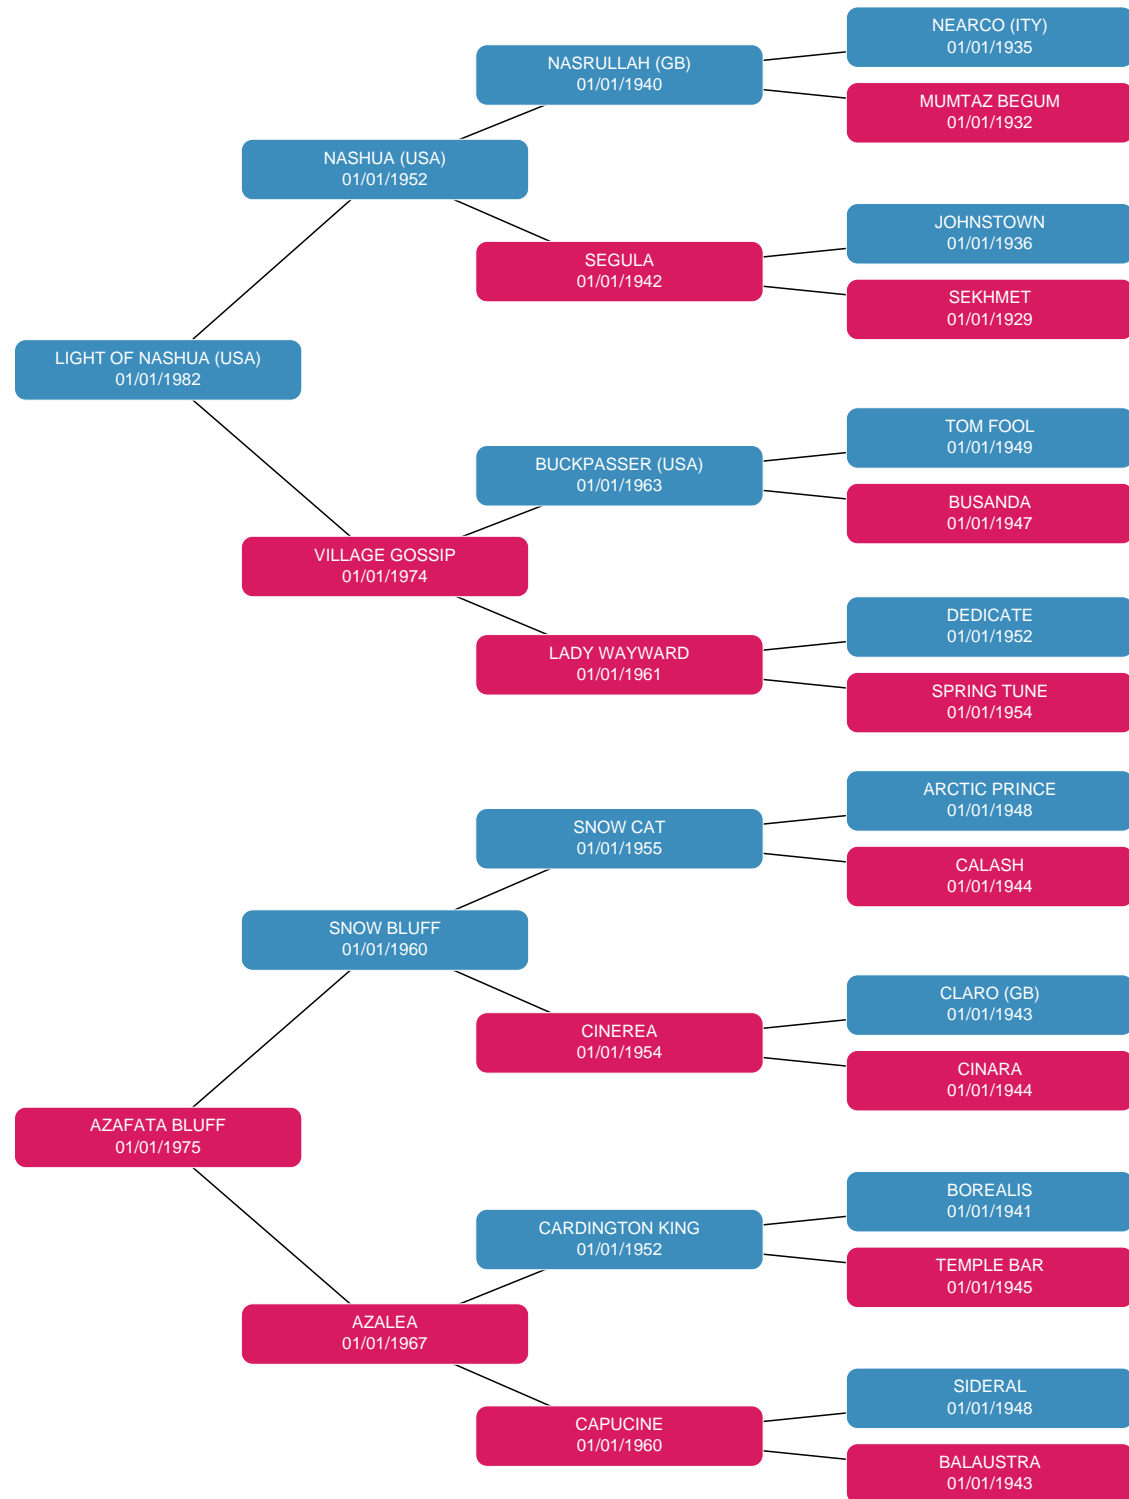 NEARCO (ITY)
01/01/1935
NASRULLAH (GB)
01/01/1940
MUMTAZ BEGUM
01/01/1932
NASHUA (USA)
01/01/1952
JOHNSTOWN
01/01/1936
SEGULA
01/01/1942
SEKHMET
01/01/1929
LIGHT OF NASHUA (USA)
01/01/1982
TOM FOOL
01/01/1949
BUCKPASSER (USA)
01/01/1963
BUSANDA
01/01/1947
VILLAGE GOSSIP
01/01/1974
DEDICATE
01/01/1952
LADY WAYWARD
01/01/1961
SPRING TUNE
01/01/1954
ARCTIC PRINCE
01/01/1948
SNOW CAT
01/01/1955
CALASH
01/01/1944
SNOW BLUFF
01/01/1960
CLARO (GB)
01/01/1943
CINEREA
01/01/1954
CINARA
01/01/1944
AZAFATA BLUFF
01/01/1975
BOREALIS
01/01/1941
CARDINGTON KING
01/01/1952
TEMPLE BAR
01/01/1945
AZALEA
01/01/1967
SIDERAL
01/01/1948
CAPUCINE
01/01/1960
BALAUSTRA
01/01/1943